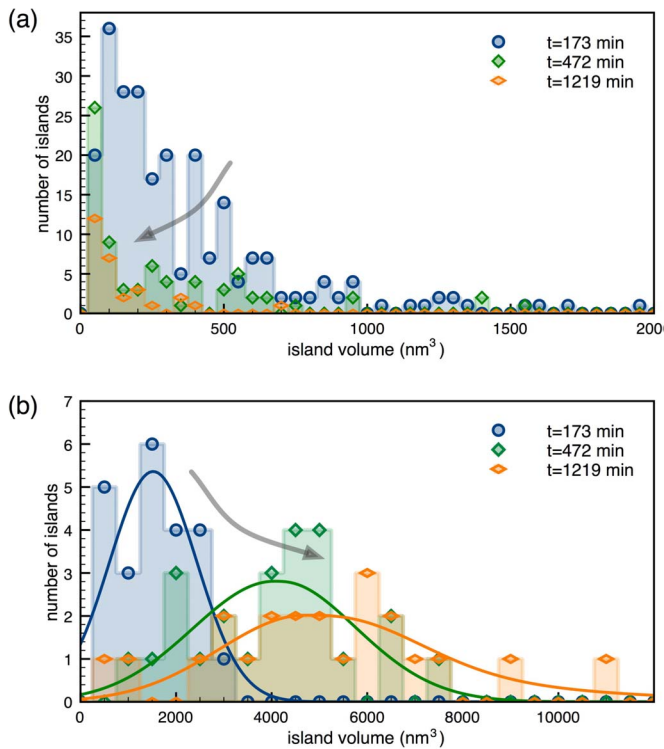 (a)
35
30
25
20
15
10
5
0
number of islands
t=173 min
t=472 min
t=1219 min
0 500 1000 1500 200
island volume (nm³)
(b)
7
6
5
4
3
2
1
0
number of islands
t=173 min
t=472 min
t=1219 min
0 2000 4000 6000 8000 10000
island volume (nm³)